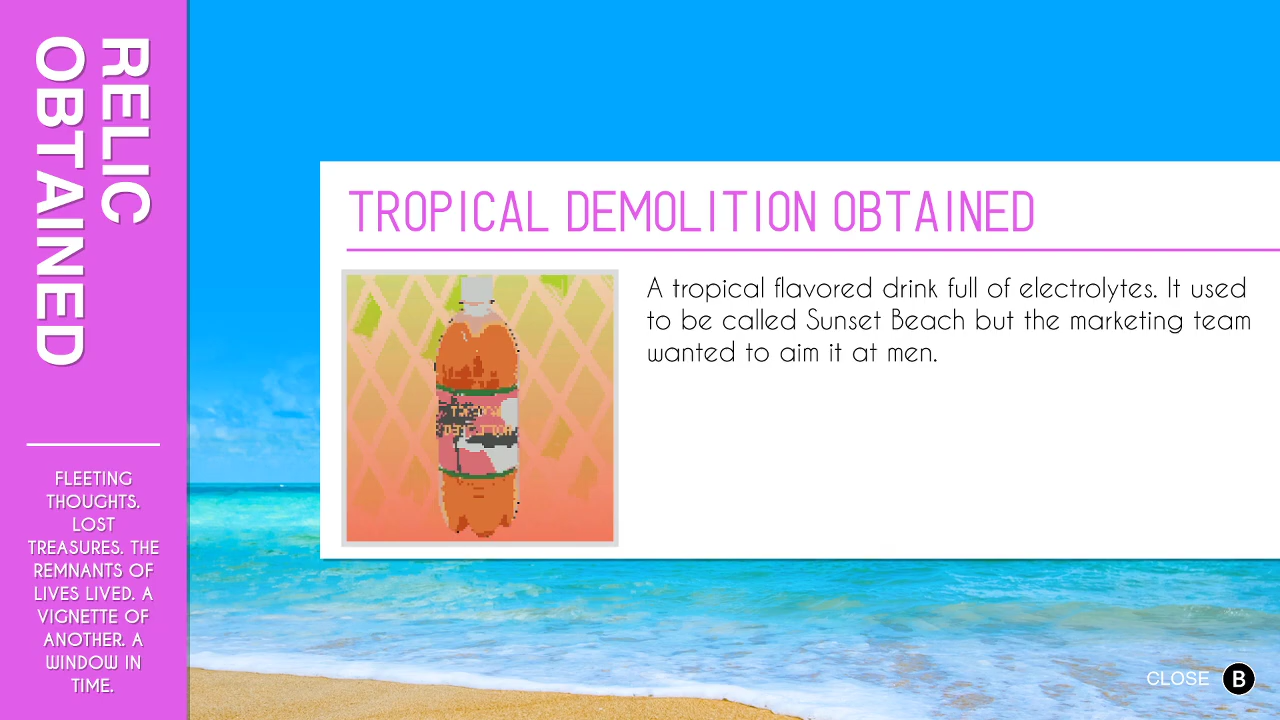 RELIC
OBTAINED
FLEETING
THOUGHTS.
LOST
TREASURES. THE
REMNANTS OF
LIVES LIVED. A
VIGNETTE OF
ANOTHER. A
WINDOW IN
TIME.
TROPICAL DEMOLITION OBTAINED
A tropical flavored drink full of electrolytes. It used
to be called Sunset Beach but the marketing team
wanted to aim it at men.
CLOSE B